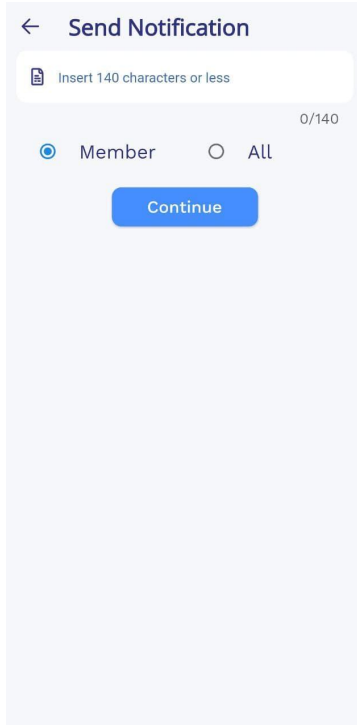 Send Notification
Insert 140 characters or less
0/140
Member All
Continue